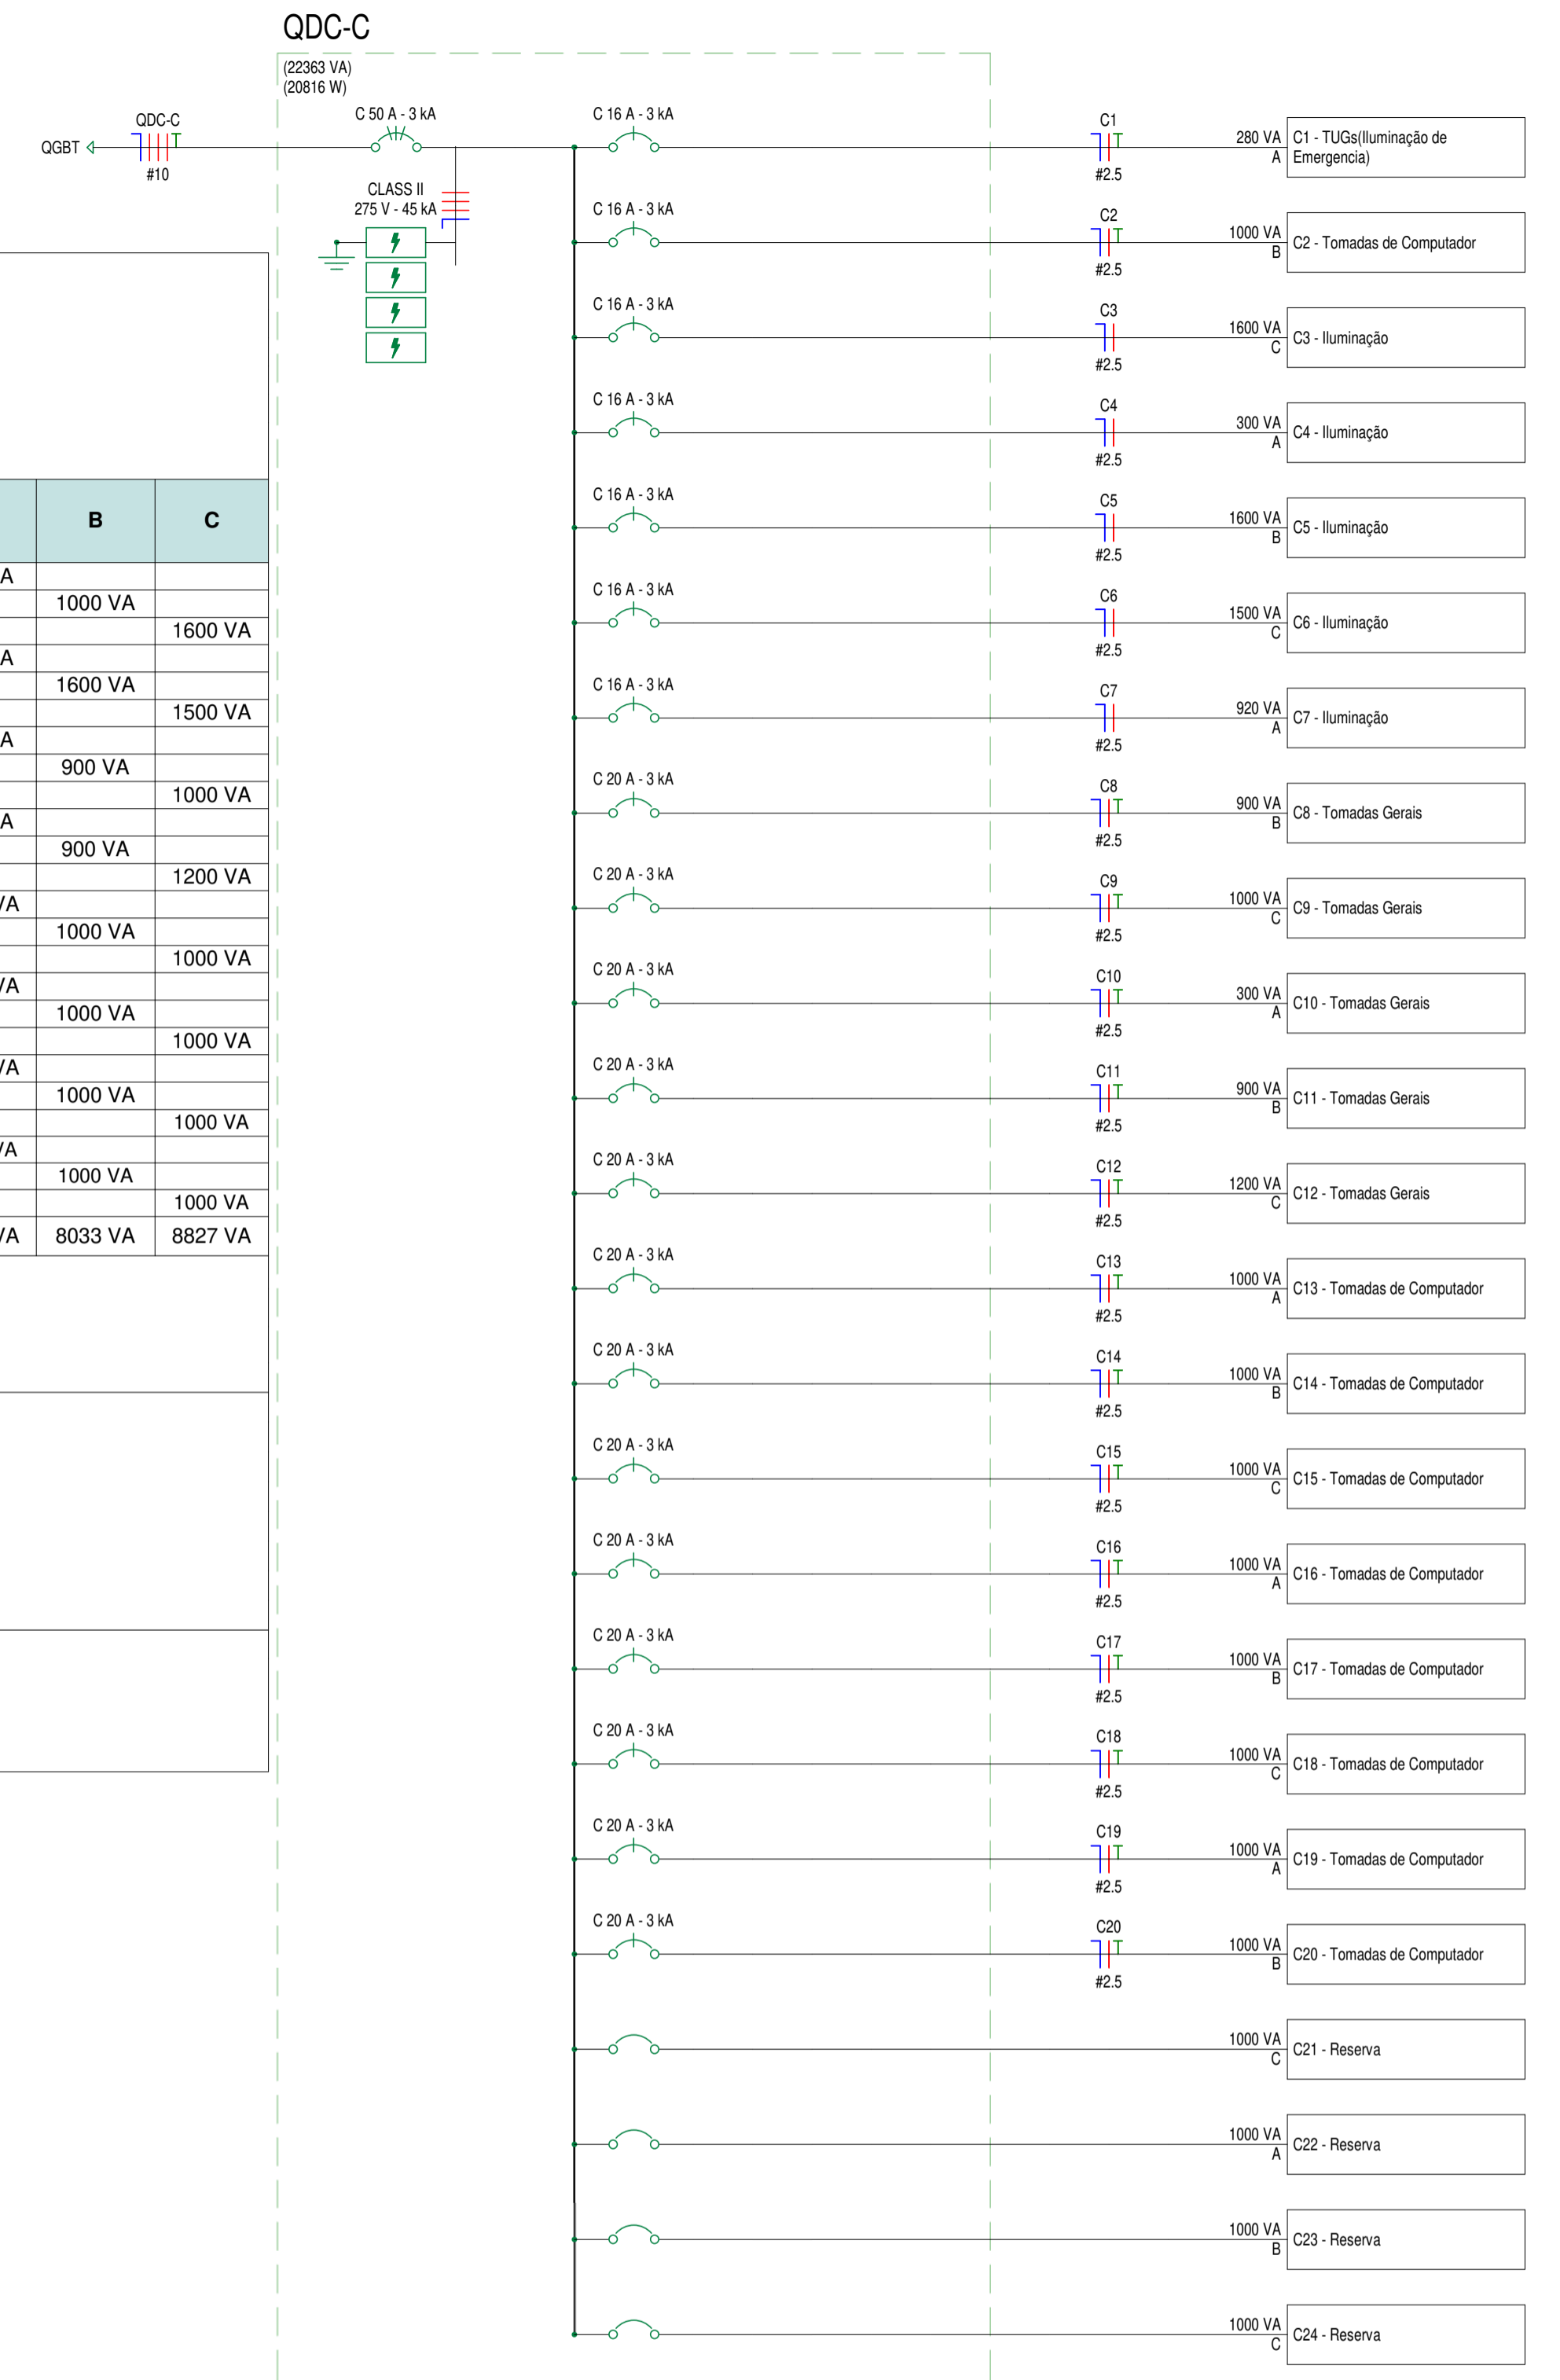 QDC-C
(22363 VA)
(20816 W)
QGBT
QDC-C
#10
C 50 A - 3 kA
CLASS II
275 V - 45 kA
C 16 A - 3 kA
C1
#2.5
280 VA
A
C1 - TUGs(Iluminação de
Emergencia)
C 16 A - 3 kA
C2
#2.5
1000 VA
B
C2 - Tomadas de Computador
C 16 A - 3 kA
C3
#2.5
1600 VA
C
C3 - Iluminação
C 16 A - 3 kA
C4
#2.5
300 VA
A
C4 - Iluminação
C 16 A - 3 kA
C5
#2.5
1600 VA
B
C5 - Iluminação
C 16 A - 3 kA
C6
#2.5
1500 VA
C
C6 - Iluminação
C 16 A - 3 kA
C7
#2.5
920 VA
A
C7 - Iluminação
C 20 A - 3 kA
C8
#2.5
900 VA
B
C8 - Tomadas Gerais
C 20 A - 3 kA
C9
#2.5
1000 VA
C
C9 - Tomadas Gerais
C 20 A - 3 kA
C10
#2.5
300 VA
A
C10 - Tomadas Gerais
C 20 A - 3 kA
C11
#2.5
900 VA
B
C11 - Tomadas Gerais
C 20 A - 3 kA
C12
#2.5
1200 VA
C
C12 - Tomadas Gerais
C 20 A - 3 kA
C13
#2.5
1000 VA
A
C13 - Tomadas de Computador
C 20 A - 3 kA
C14
#2.5
1000 VA
B
C14 - Tomadas de Computador
C 20 A - 3 kA
C15
#2.5
1000 VA
C
C15 - Tomadas de Computador
C 20 A - 3 kA
C16
#2.5
1000 VA
A
C16 - Tomadas de Computador
C 20 A - 3 kA
C17
#2.5
1000 VA
B
C17 - Tomadas de Computador
C 20 A - 3 kA
C18
#2.5
1000 VA
C
C18 - Tomadas de Computador
C 20 A - 3 kA
C19
#2.5
1000 VA
A
C19 - Tomadas de Computador
C 20 A - 3 kA
C20
#2.5
1000 VA
B
C20 - Tomadas de Computador
1000 VA
C
C21 - Reserva
1000 VA
A
C22 - Reserva
1000 VA
B
C23 - Reserva
1000 VA
C
C24 - Reserva
B C
A
1000 VA
1600 VA
A
1600 VA
1500 VA
A
900 VA
1000 VA
A
900 VA
1200 VA
VA
1000 VA
1000 VA
VA
1000 VA
1000 VA
VA
1000 VA
1000 VA
VA
1000 VA
1000 VA
VA 8033 VA 8827 VA